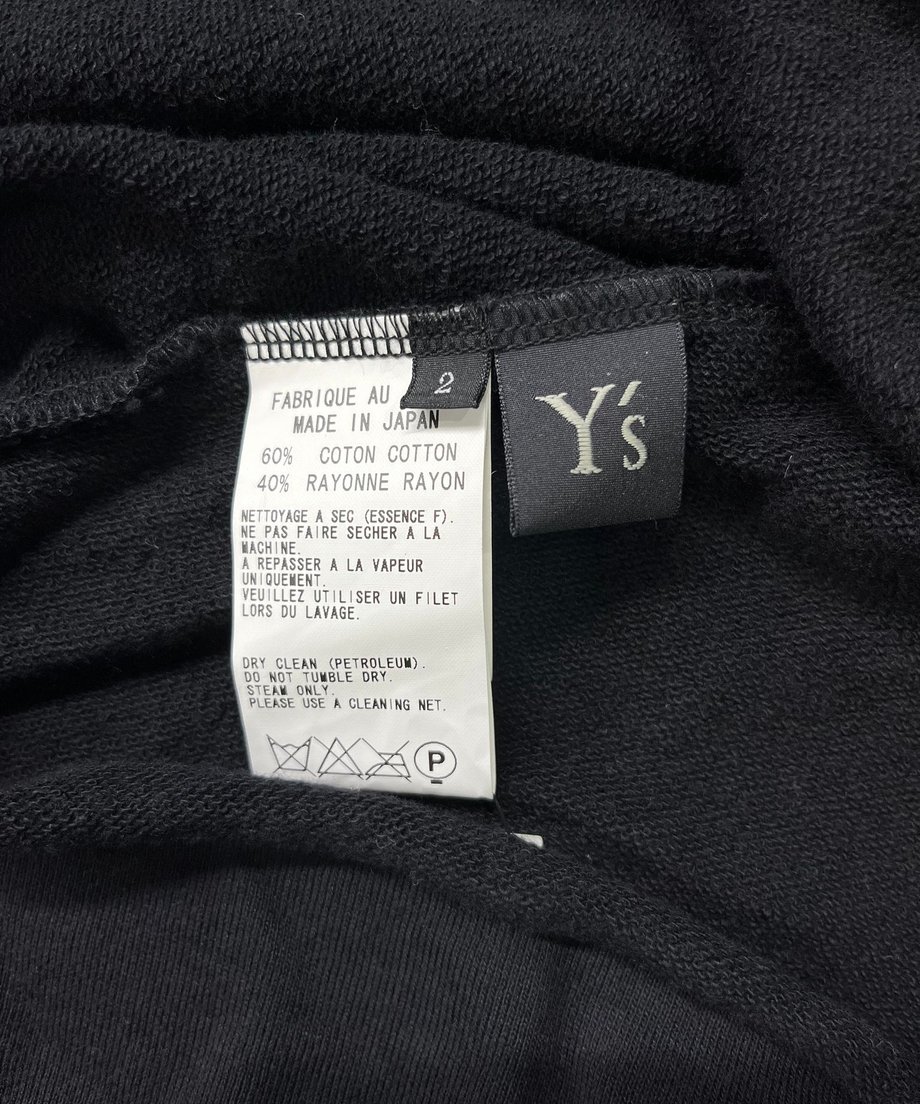 FABRIQUE AU
MADE IN JAPAN
60% COTON COTTON
40% RAYONNE RAYON
NETTOYAGE A SEC (ESSENCE F).
NE PAS FAIRE SECHER A LA
MACHINE.
A REPASSER A LA VAPEUR
UNIQUEMENT.
VEUILLEZ UTILISER UN FILET
LORS DU LAVAGE.
DRY CLEAN (PETROLEUM).
DO NOT TUMBLE DRY.
STEAM ONLY.
PLEASE USE A CLEANING NET.
P
2
Y's